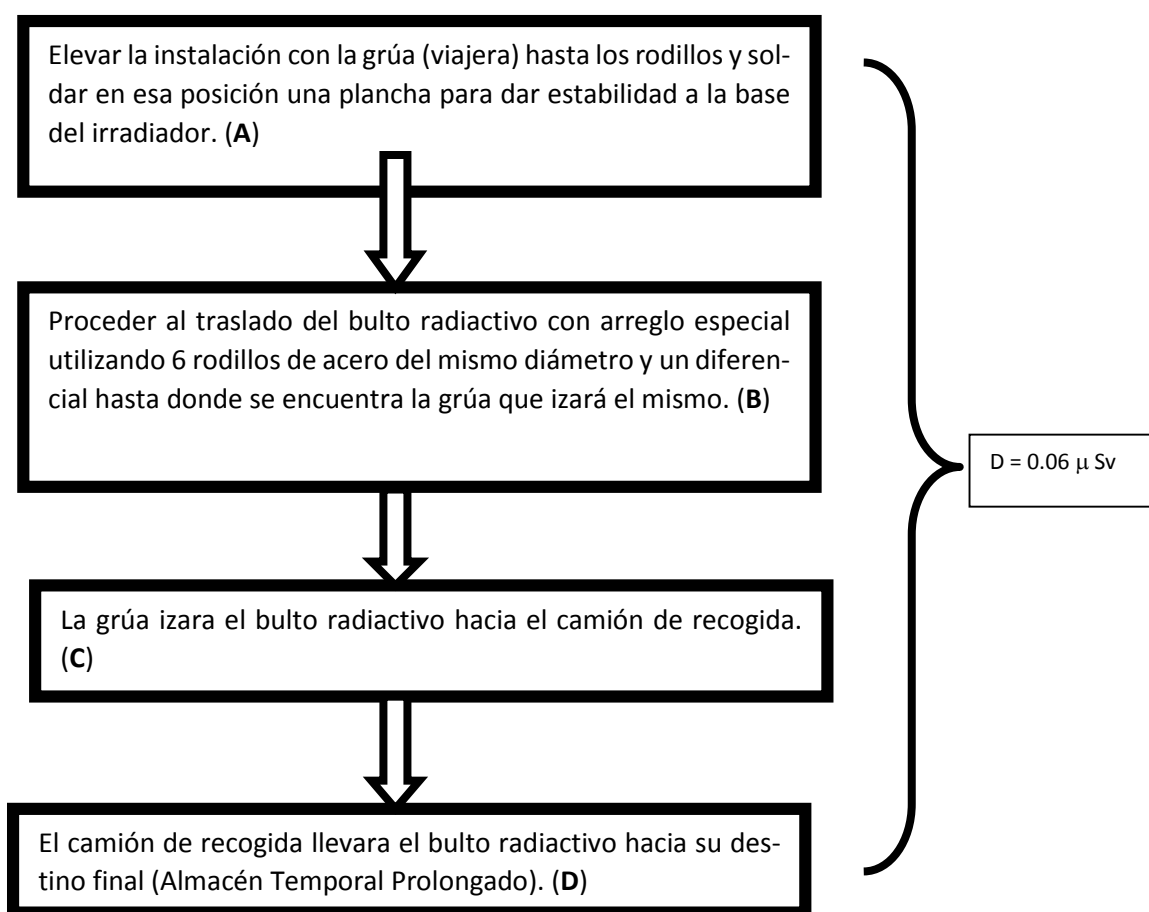 Elevar la instalación con la grúa (viajera) hasta los rodillos y sol-
dar en esa posición una plancha para dar estabilidad a la base
del irradiador. (A)
Proceder al traslado del bulto radiactivo con arreglo especial
utilizando 6 rodillos de acero del mismo diámetro y un diferen-
cial hasta donde se encuentra la grúa que izará el mismo. (B)
D = 0.06 μ Sv
La grúa izara el bulto radiactivo hacia el camión de recogida.
(C)
El camión de recogida llevara el bulto radiactivo hacia su des-
tino final (Almacén Temporal Prolongado). (D)